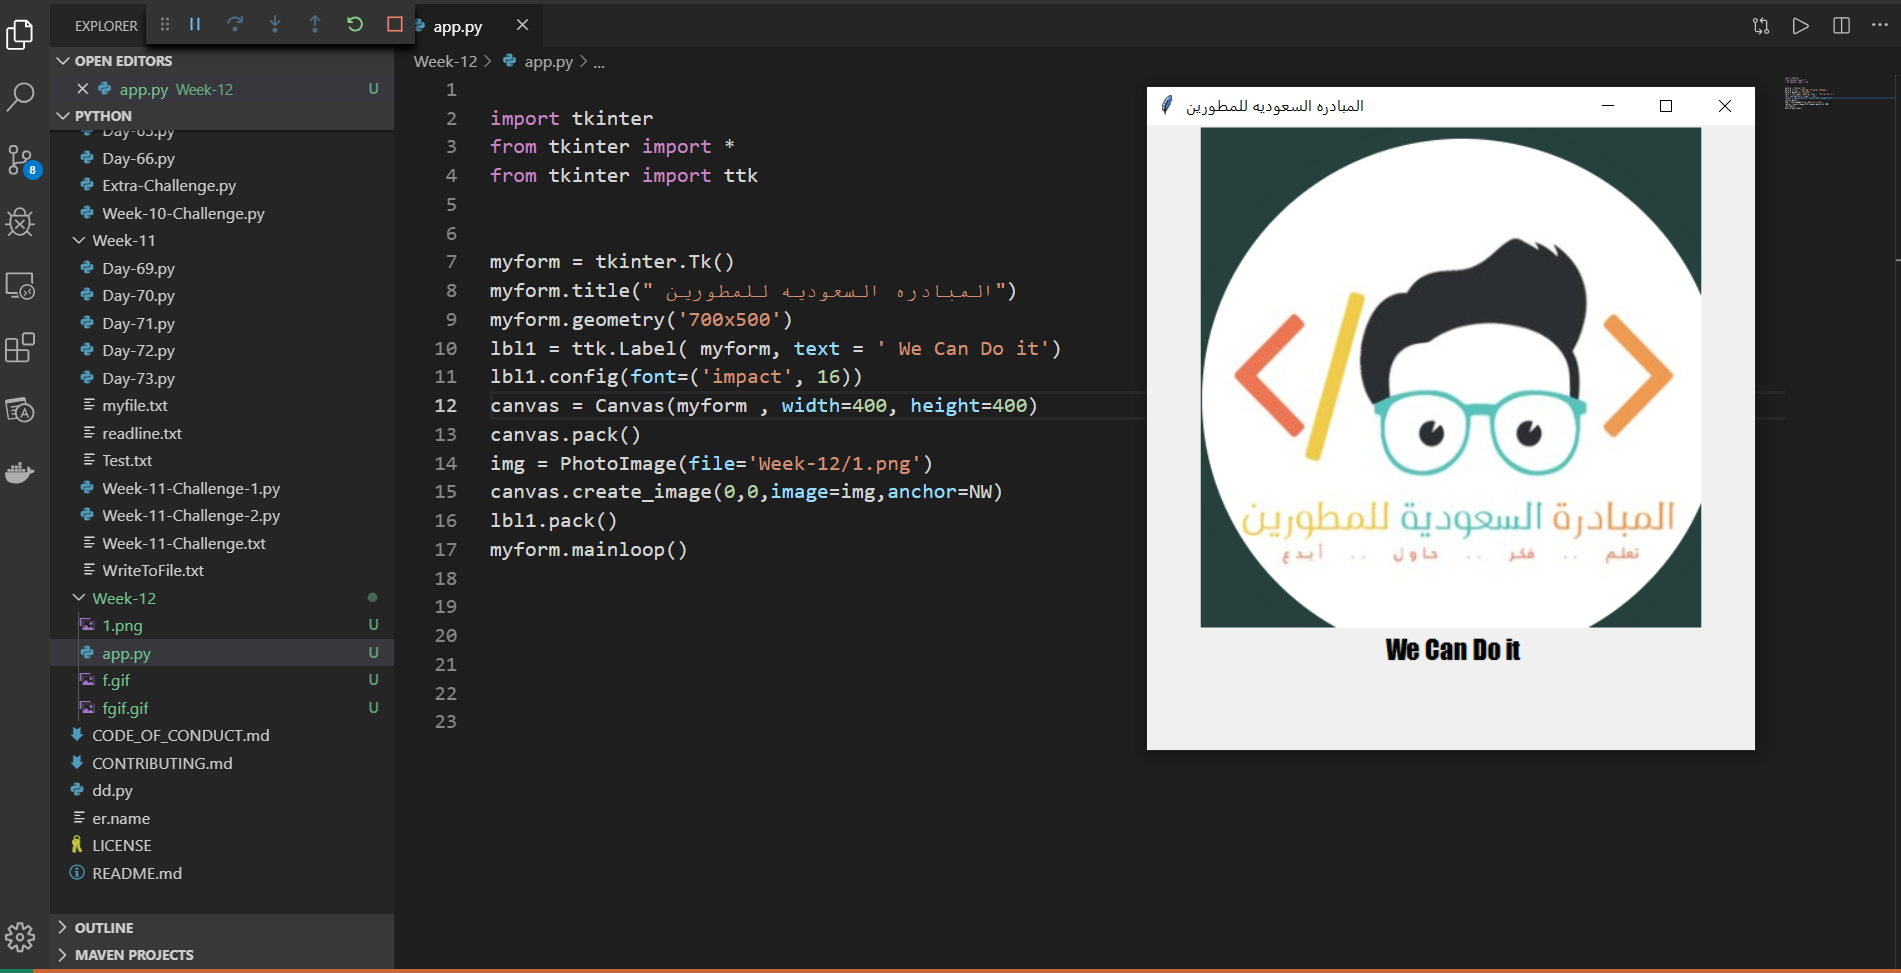 EXPLORER
OPEN EDITORS
app.py Week-12 U
PYTHON
Day-65.py
Day-66.py
Extra-Challenge.py
Week-10-Challenge.py
Week-11
Day-69.py
Day-70.py
Day-71.py
Day-72.py
Day-73.py
myfile.txt
readline.txt
Test.txt
Week-11-Challenge-1.py
Week-11-Challenge-2.py
Week-11-Challenge.txt
WriteToFile.txt
Week-12
1.png U
app.py U
f.gif U
fgif.gif U
CODE_OF_CONDUCT.md
CONTRIBUTING.md
dd.py
er.name
LICENSE
README.md
OUTLINE
MAVEN PROJECTS
8
app.py
Week-12 > app.py > ...
1
2 import tkinter
3 from tkinter import *
4 from tkinter import ttk
5
6
7 myform = tkinter.Tk()
8 myform.title(" المبادره السعوديه للمطورين")
9 myform.geometry('700x500')
10 lbl1 = ttk.Label( myform, text = ' We Can Do it')
11 lbl1.config(font=('impact', 16))
12 canvas = Canvas(myform , width=400, height=400)
13 canvas.pack()
14 img = PhotoImage(file='Week-12/1.png')
15 canvas.create_image(0,0,image=img,anchor=NW)
16 lbl1.pack()
17 myform.mainloop()
18
19
20
21
22
23
المبادره السعوديه للمطورين
</>
المبادرة السعودية للمطورين
تعلم .. فكر .. حاول .. أبدع
We Can Do it